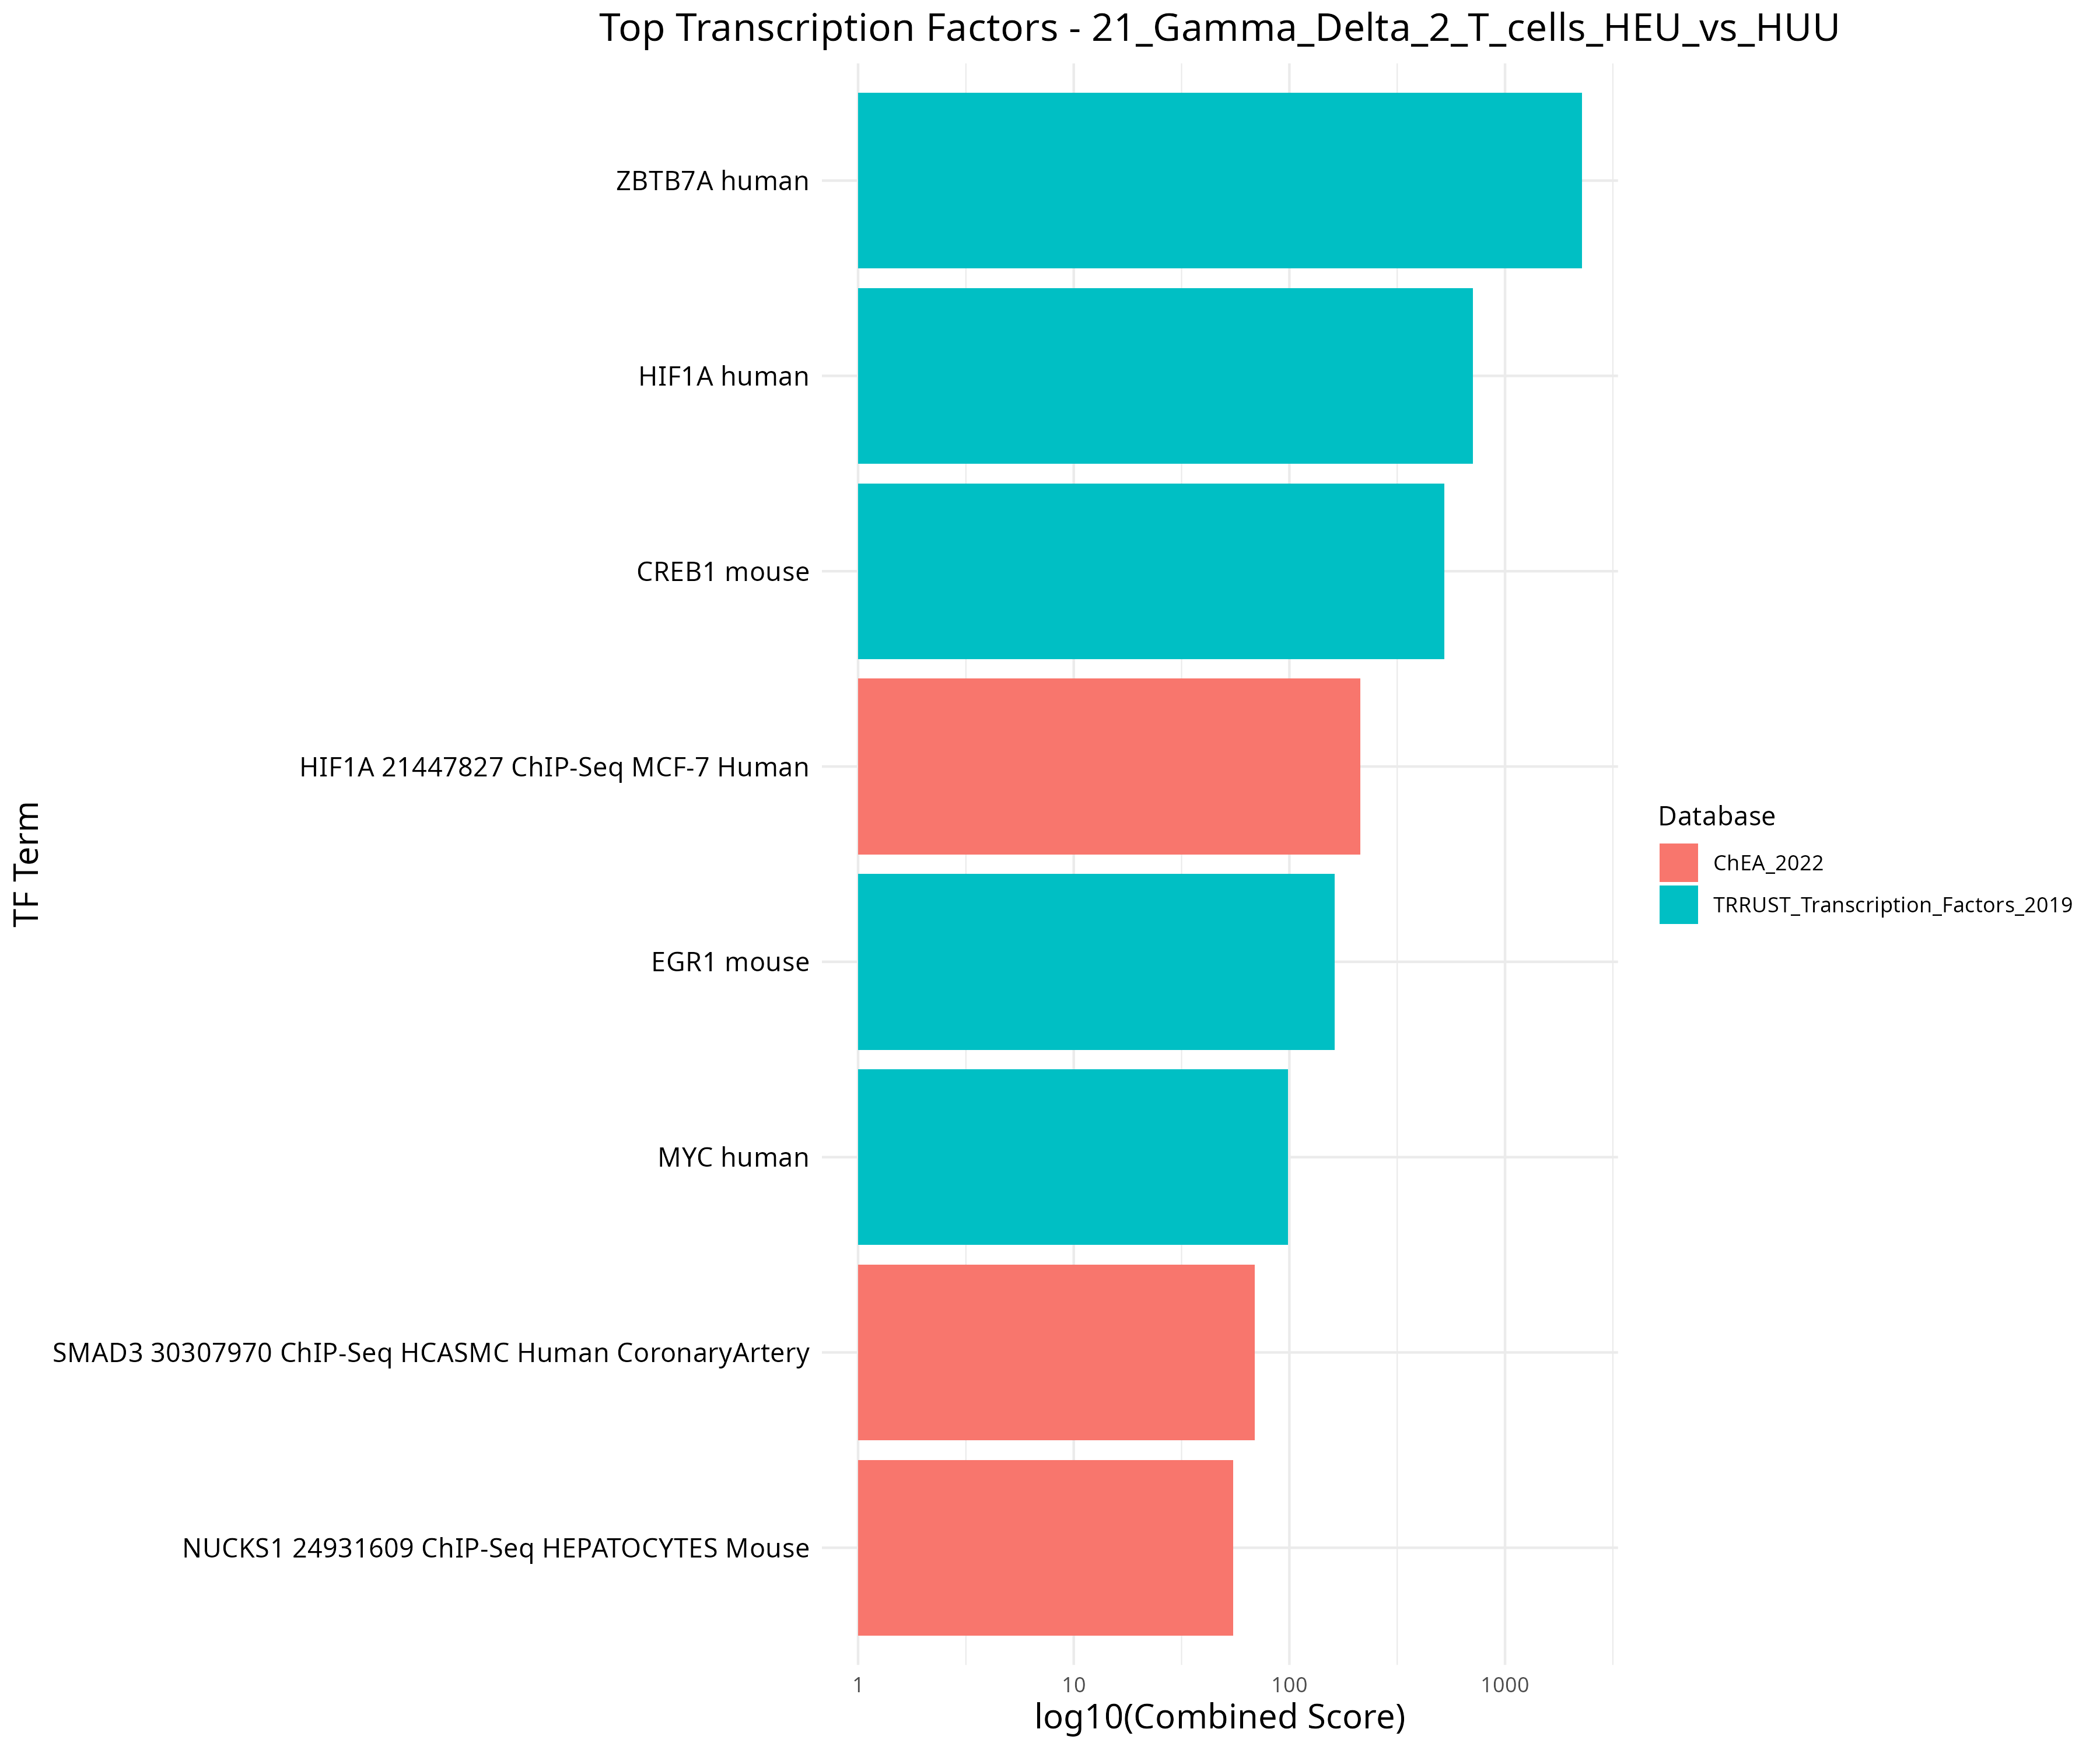 Top Transcription Factors - 21_Gamma_Delta_2_T_cells_HEU_vs_HUU
TF Term
ZBTB7A human
HIF1A human
CREB1 mouse
HIF1A 21447827 ChIP-Seq MCF-7 Human
EGR1 mouse
MYC human
SMAD3 30307970 ChIP-Seq HCASMC Human CoronaryArtery
NUCKS1 24931609 ChIP-Seq HEPATOCYTES Mouse
1 10 100 1000
log10(Combined Score)
Database
ChEA_2022
TRRUST_Transcription_Factors_2019